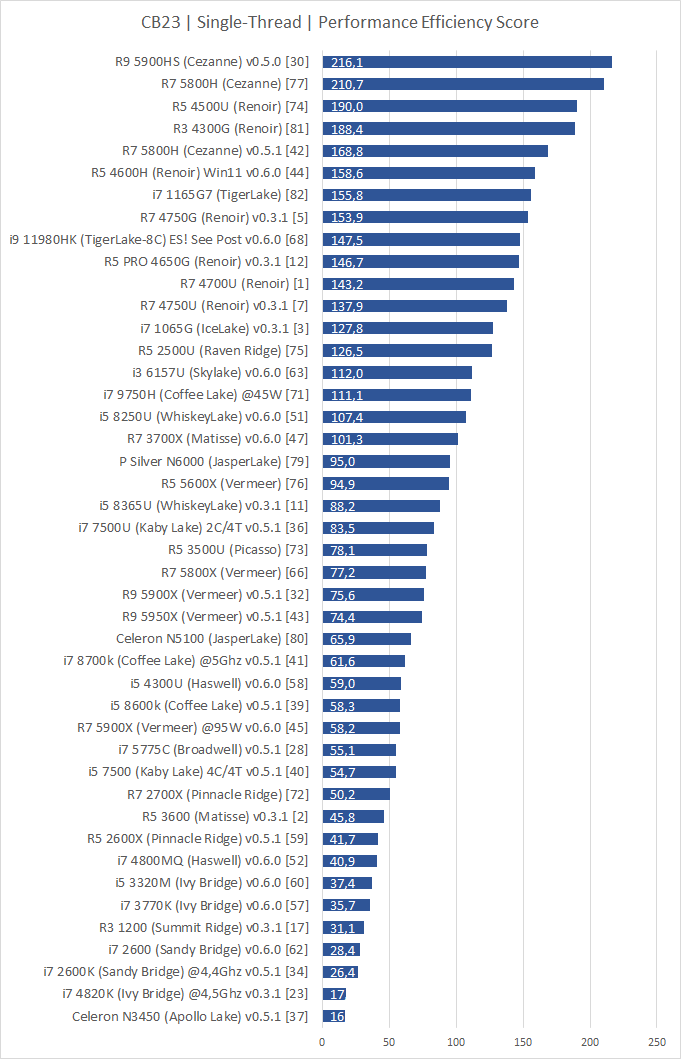 CB23 | Single-Thread | Performance Efficiency Score
R9 5900HS (Cezanne) v0.5.0 [30] 216,1
R7 5800H (Cezanne) [77] 210,7
R5 4500U (Renoir) [74] 190,0
R3 4300G (Renoir) [81] 188,4
R7 5800H (Cezanne) v0.5.1 [42] 168,8
R5 4600H (Renoir) Win11 v0.6.0 [44] 158,6
i7 1165G7 (TigerLake) [82] 155,8
R7 4750G (Renoir) v0.3.1 [5] 153,9
i9 11980HK (TigerLake-8C) ES! See Post v0.6.0 [68] 147,5
R5 PRO 4650G (Renoir) v0.3.1 [12] 146,7
R7 4700U (Renoir) [1] 143,2
R7 4750U (Renoir) v0.3.1 [7] 137,9
i7 1065G (IceLake) v0.3.1 [3] 127,8
R5 2500U (Raven Ridge) [75] 126,5
i3 6157U (Skylake) v0.6.0 [63] 112,0
i7 9750H (Coffee Lake) @45W [71] 111,1
i5 8250U (WhiskeyLake) v0.6.0 [51] 107,4
R7 3700X (Matisse) v0.6.0 [47] 101,3
P Silver N6000 (JasperLake) [79] 95,0
R5 5600X (Vermeer) [76] 94,9
i5 8365U (WhiskeyLake) v0.3.1 [11] 88,2
i7 7500U (Kaby Lake) 2C/4T v0.5.1 [36] 83,5
R5 3500U (Picasso) [73] 78,1
R7 5800X (Vermeer) [66] 77,2
R9 5900X (Vermeer) v0.5.1 [32] 75,6
R9 5950X (Vermeer) v0.5.1 [43] 74,4
Celeron N5100 (JasperLake) [80] 65,9
i7 8700k (Coffee Lake) @5Ghz v0.5.1 [41] 61,6
i5 4300U (Haswell) v0.6.0 [58] 59,0
i5 8600k (Coffee Lake) v0.5.1 [39] 58,3
R7 5900X (Vermeer) @95W v0.6.0 [45] 58,2
i7 5775C (Broadwell) v0.5.1 [28] 55,1
i5 7500 (Kaby Lake) 4C/4T v0.5.1 [40] 54,7
R7 2700X (Pinnacle Ridge) [72] 50,2
R5 3600 (Matisse) v0.3.1 [2] 45,8
R5 2600X (Pinnacle Ridge) v0.5.1 [59] 41,7
i7 4800MQ (Haswell) v0.6.0 [52] 40,9
i5 3320M (Ivy Bridge) v0.6.0 [60] 37,4
i7 3770K (Ivy Bridge) v0.6.0 [57] 35,7
R3 1200 (Summit Ridge) v0.3.1 [17] 31,1
i7 2600 (Sandy Bridge) v0.6.0 [62] 28,4
i7 2600K (Sandy Bridge) @4,4Ghz v0.5.1 [34] 26,4
i7 4820K (Ivy Bridge) @4,5Ghz v0.3.1 [23] 17
Celeron N3450 (Apollo Lake) v0.5.1 [37] 16
0 50 100 150 200 250